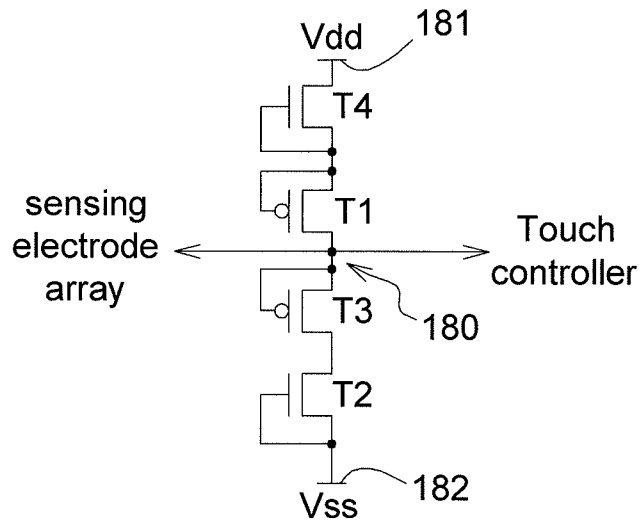 Vdd
181
T4
T1
sensing
electrode
array
Touch
controller
180
T3
T2
182
Vss